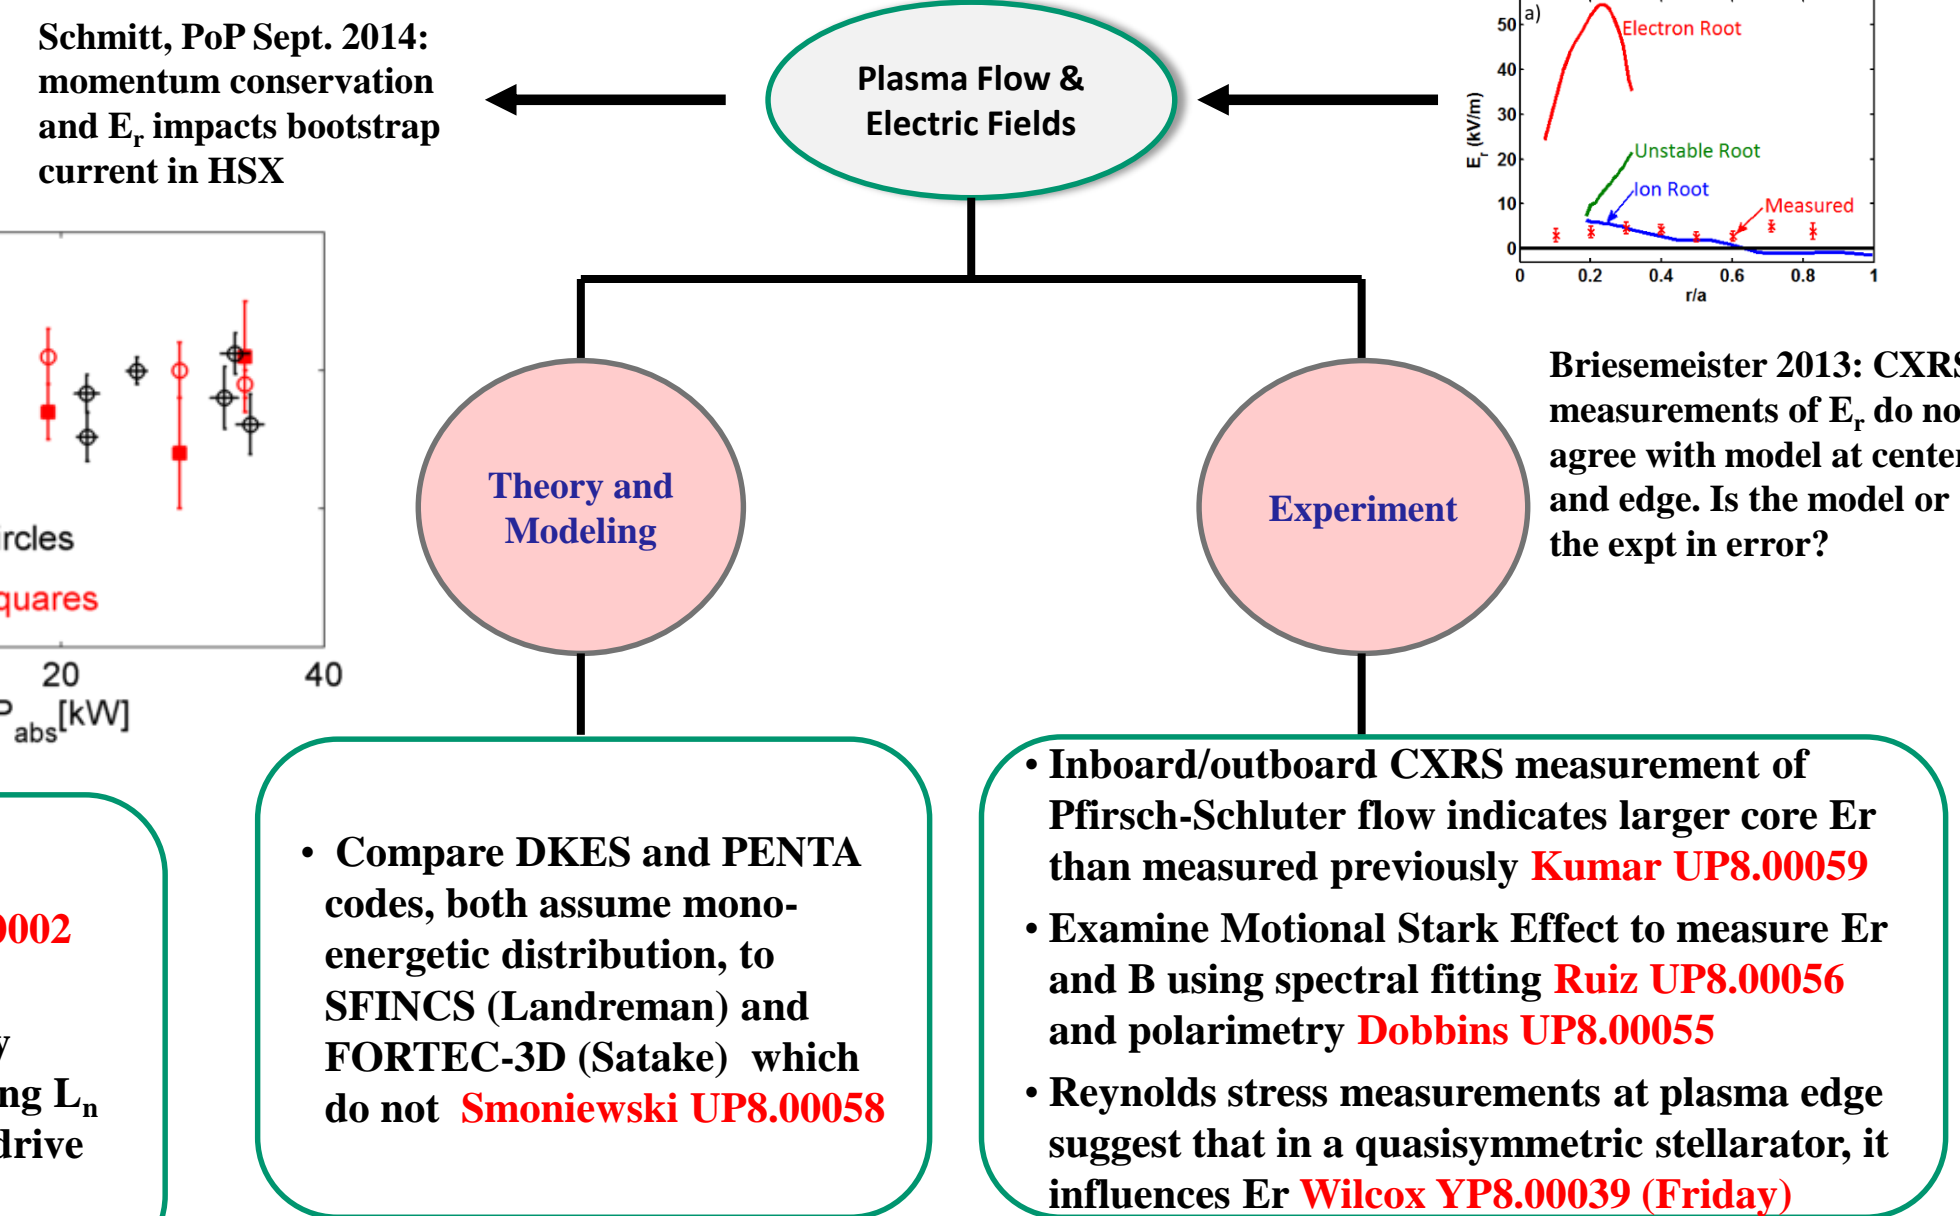 Schmitt, PoP Sept. 2014:
momentum conservation
and Er impacts bootstrap
current in HSX
Plasma Flow &
Electric Fields
a)
50
40
30
20
10
0
Er (kV/m)
Electron Root
Unstable Root
Ion Root
Measured
0 0.2 0.4 0.6 0.8 1
r/a
Briesemeister 2013: CXRS
measurements of Er do no
agree with model at center
and edge. Is the model or
the expt in error?
ircles
quares
20 40
Pabs[kW]
Theory and
Modeling
Experiment
0002
ng Ln
drive
• Compare DKES and PENTA
codes, both assume mono-
energetic distribution, to
SFINCS (Landreman) and
FORTEC-3D (Satake) which
do not Smoniewski UP8.00058
• Inboard/outboard CXRS measurement of
Pfirsch-Schluter flow indicates larger core Er
than measured previously Kumar UP8.00059
• Examine Motional Stark Effect to measure Er
and B using spectral fitting Ruiz UP8.00056
and polarimetry Dobbins UP8.00055
• Reynolds stress measurements at plasma edge
suggest that in a quasisymmetric stellarator, it
influences Er Wilcox YP8.00039 (Friday)